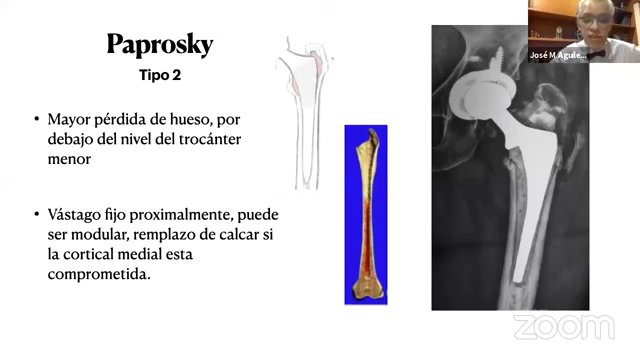 Paprosky
Tipo 2
• Mayor pérdida de hueso, por
debajo del nivel del trocánter
menor
• Vástago fijo proximalmente, puede
ser modular, remplazo de calcar si
la cortical medial esta
comprometida.
José M Agule...
zoom